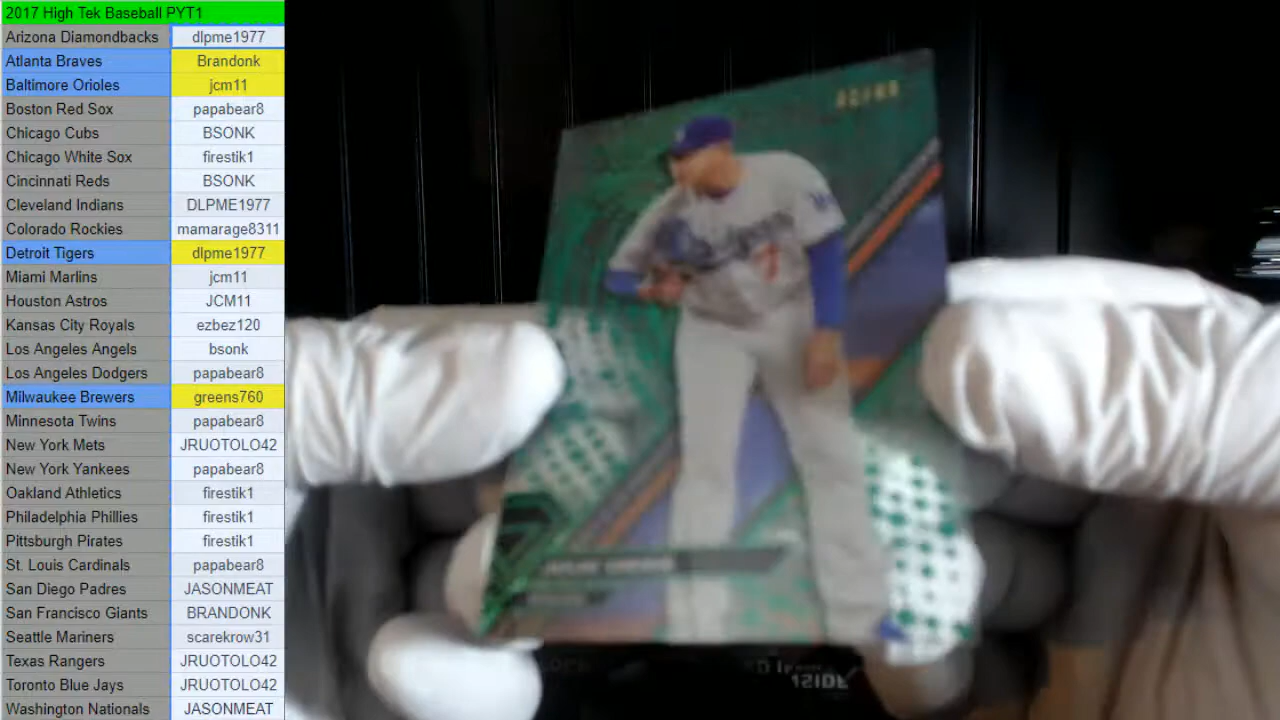 2017 High Tek Baseball PYT1
Arizona Diamondbacks dlpme1977
Atlanta Braves Brandonk
Baltimore Orioles jcm11
Boston Red Sox papabear8
Chicago Cubs BSONK
Chicago White Sox firestik1
Cincinnati Reds BSONK
Cleveland Indians DLPME1977
Colorado Rockies mamarage8311
Detroit Tigers dlpme1977
Miami Marlins jcm11
Houston Astros JCM11
Kansas City Royals ezbez120
Los Angeles Angels bsonk
Los Angeles Dodgers papabear8
Milwaukee Brewers greens760
Minnesota Twins papabear8
New York Mets JRUOTOLO42
New York Yankees papabear8
Oakland Athletics firestik1
Philadelphia Phillies firestik1
Pittsburgh Pirates firestik1
St. Louis Cardinals papabear8
San Diego Padres JASONMEAT
San Francisco Giants BRANDONK
Seattle Mariners scarekrow31
Texas Rangers JRUOTOLO42
Toronto Blue Jays JRUOTOLO42
Washington Nationals JASONMEAT
7